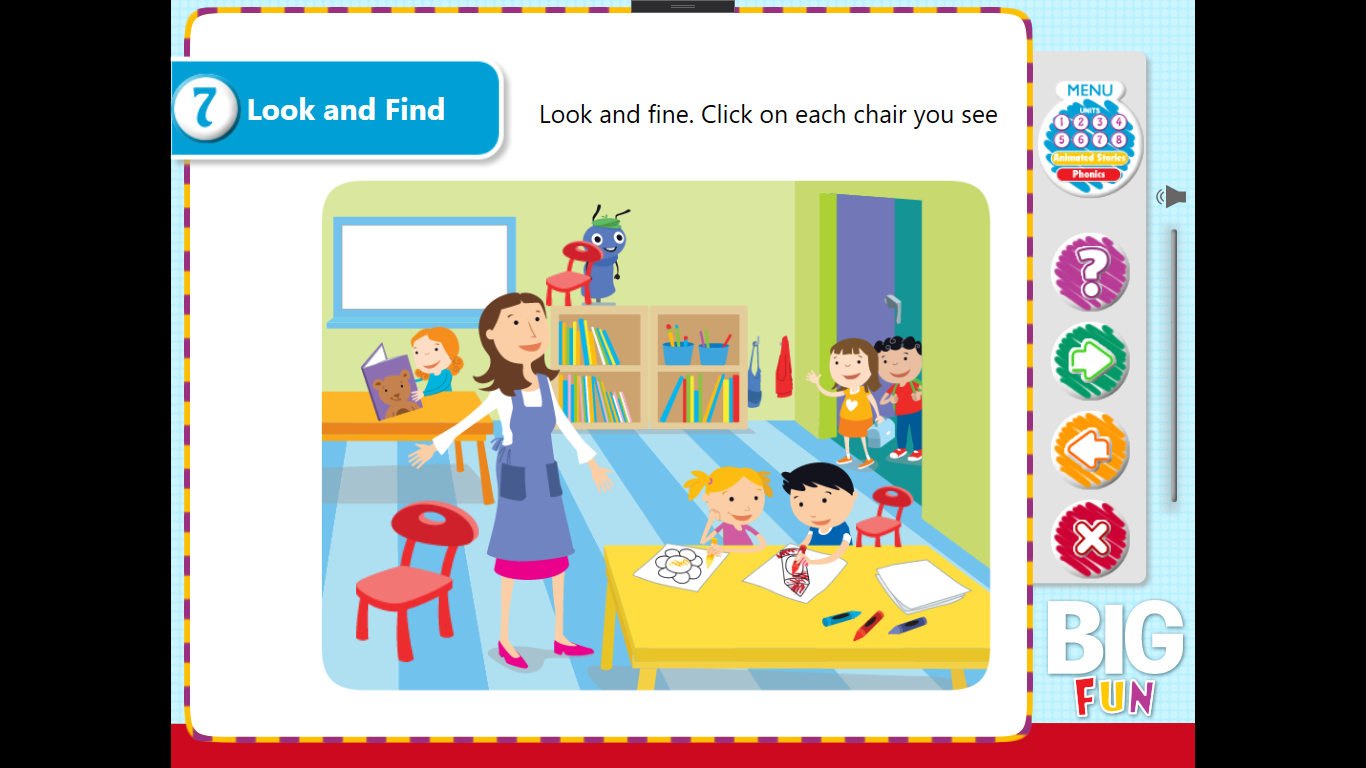 7 Look and Find
Look and fine. Click on each chair you see
MENU
UNITS
1 2 3 4
5 6 7 8
Animated Stories
Phonics
?
BIG
FUN